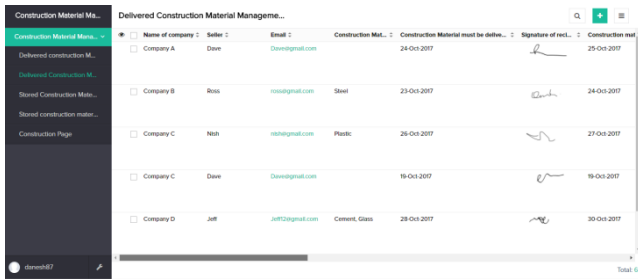 Construction Material Ma...
Delivered Construction Material Manageme...
Construction Material Mana...
Delivered construction M...
Delivered Construction M...
Stored Construction Mate...
Stored construction mater...
Construction Page
danesh87
Name of company Seller Email Construction Mat... Construction Material must be delive... Signature of reci... Construction mat
Company A Dave Dave@gmail.com 24-Oct-2017 25-Oct-2017
Company B Ross ross@gmail.com Steel 23-Oct-2017 24-Oct-2017
Company C Nish nish@gmail.com Plastic 26-Oct-2017 27-Oct-2017
Company C Dave Dave@gmail.com 19-Oct-2017 19-Oct-2017
Company D Jeff Jeff12@gmail.com Cement, Glass 28-Oct-2017 30-Oct-2017
Total: 6